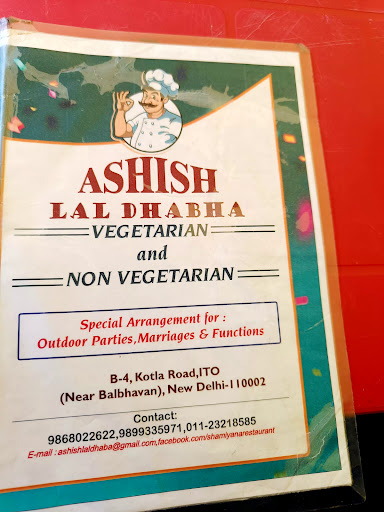 ASHISH
LAL DHABHA
VEGETARIAN
and
NON VEGETARIAN
Special Arrangement for :
Outdoor Parties,Marriages & Functions
B-4, Kotla Road,ITO
(Near Balbhavan), New Delhi-110002
Contact:
9868022622,9899335971,011-23218585
E-mail : ashishlaldhaba@gmail.com,facebook.com/shamiyanarestaurant